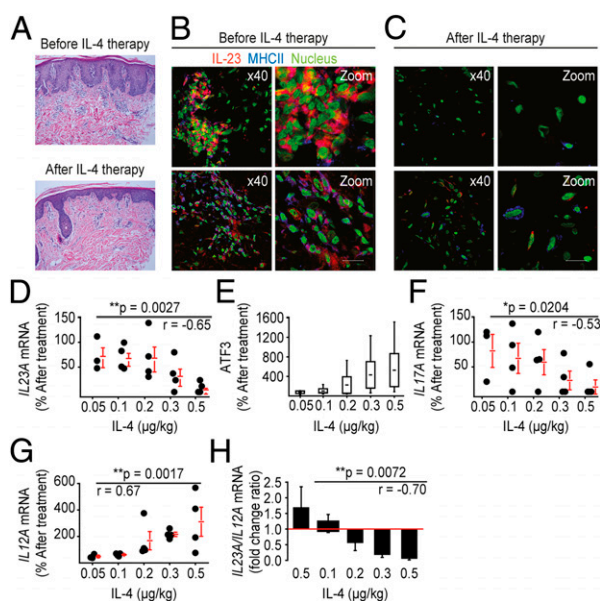 A
Before IL-4 therapy
After IL-4 therapy
B
Before IL-4 therapy
IL-23 MHCII Nucleus
x40
Zoom
x40
Zoom
C
After IL-4 therapy
x40
Zoom
x40
Zoom
D
IL23A mRNA
(% After treatment)
**p = 0.0027
r = -0.65
150
100
50
0.05 0.1 0.2 0.3 0.5
IL-4 (µg/kg)
E
ATF3
1600
1200
800
400
0.05 0.1 0.2 0.3 0.5
IL-4 (µg/kg)
F
IL17A mRNA
(% After treatment)
*p = 0.0204
r = -0.53
150
100
50
0.05 0.1 0.2 0.3 0.5
IL-4 (µg/kg)
G
IL12A mRNA
(% After treatment)
**p = 0.0017
r = 0.67
600
400
200
0.05 0.1 0.2 0.3 0.5
IL-4 (µg/kg)
H
IL23A/IL12A mRNA
(fold change ratio)
**p = 0.0072
r = -0.70
3.0
2.0
1.0
0.5
0.0
0.5 0.1 0.2 0.3 0.5
IL-4 (µg/kg)